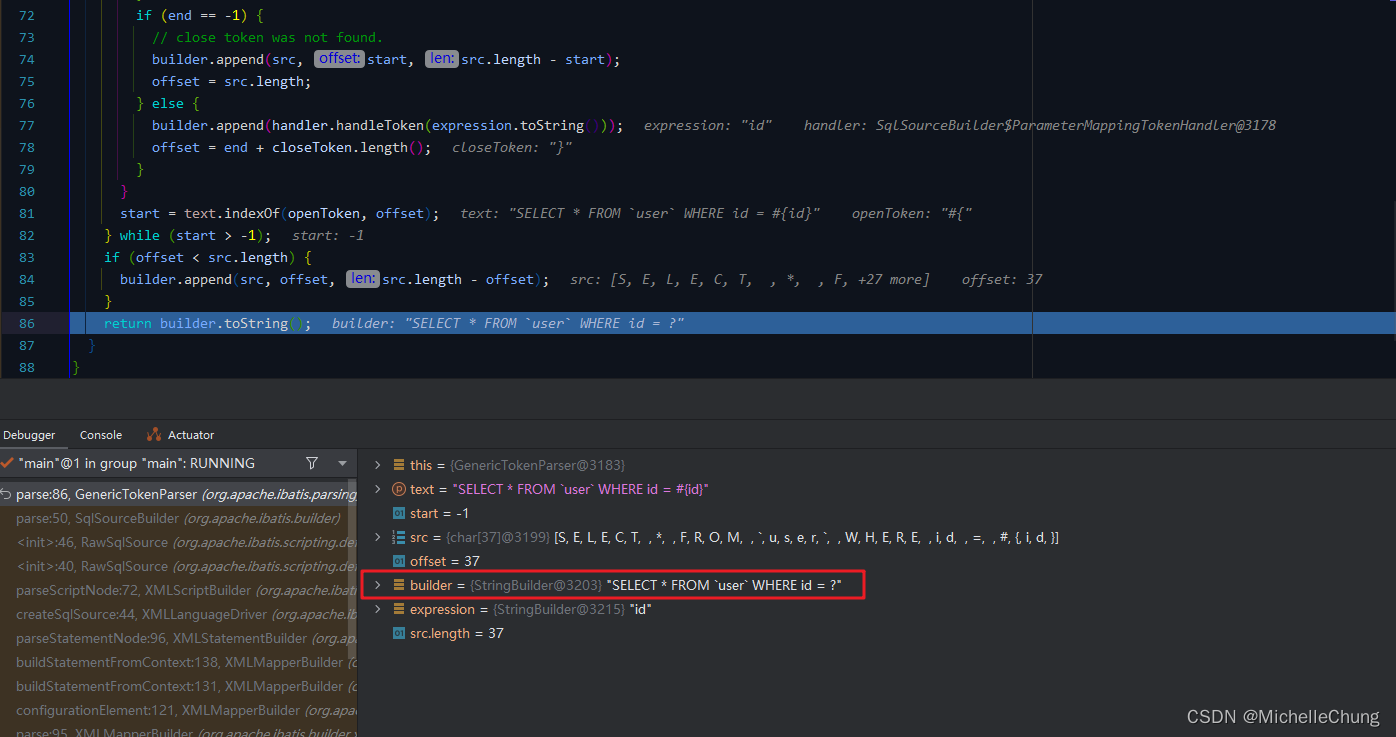 72 if (end == -1) {
73 // close token was not found.
74 builder.append(src, offset: start, len: src.length - start);
75 offset = src.length;
76 } else {
77 builder.append(handler.handleToken(expression.toString())); expression: "id" handler: SqlSourceBuilder$ParameterMappingTokenHandler@3178
78 offset = end + closeToken.length(); closeToken: "}"
79 }
80 }
81 start = text.indexOf(openToken, offset); text: "SELECT * FROM `user` WHERE id = #{id}" openToken: "#{"
82 } while (start > -1); start: -1
83 if (offset < src.length) {
84 builder.append(src, offset, len: src.length - offset); src: [S, E, L, E, C, T,  , *,  , F, +27 more] offset: 37
85 }
86 return builder.toString(); builder: "SELECT * FROM `user` WHERE id = ?"
87 }
88 }
Debugger Console Actuator
"main"@1 in group "main": RUNNING
parse:86, GenericTokenParser (org.apache.ibatis.parsing
parse:50, SqlSourceBuilder (org.apache.ibatis.builder)
<init>:46, RawSqlSource (org.apache.ibatis.scripting.de
<init>:40, RawSqlSource (org.apache.ibatis.scripting.de
parseScriptNode:72, XMLScriptBuilder (org.apache.ibati
createSqlSource:44, XMLLanguageDriver (org.apache.ib
parseStatementNode:96, XMLStatementBuilder (org.ap
buildStatementFromContext:138, XMLMapperBuilder (o
buildStatementFromContext:131, XMLMapperBuilder (o
configurationElement:121, XMLMapperBuilder (org.apa
parse:95, XMLMapperBuilder (org.apache.ibatis.builder.x
this = {GenericTokenParser@3183}
text = "SELECT * FROM `user` WHERE id = #{id}"
start = -1
src = {char[37]@3199} [S, E, L, E, C, T,  , *,  , F, R, O, M,  , `, u, s, e, r, `,  , W, H, E, R, E,  , i, d,  , =,  , #, {, i, d, }]
offset = 37
builder = {StringBuilder@3203} "SELECT * FROM `user` WHERE id = ?"
expression = {StringBuilder@3215} "id"
src.length = 37
CSDN @MichelleChung